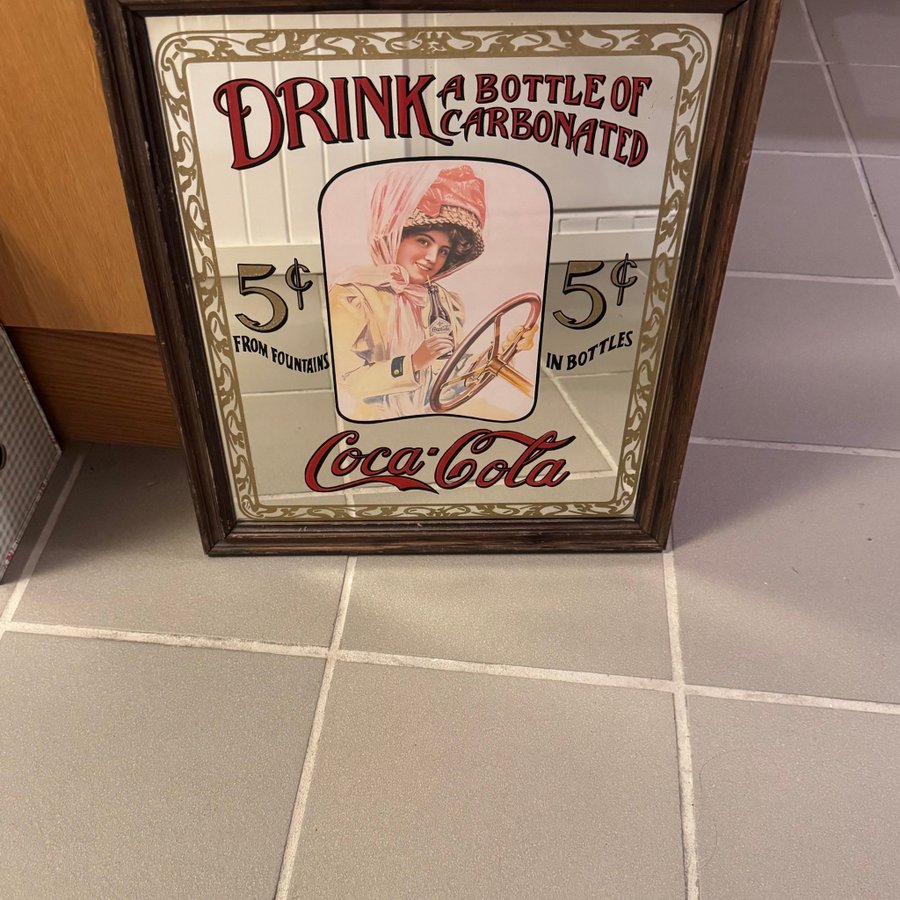 DRINK A BOTTLE OF
CARBONATED
5¢ 5¢
FROM FOUNTAINS IN BOTTLES
Coca-Cola